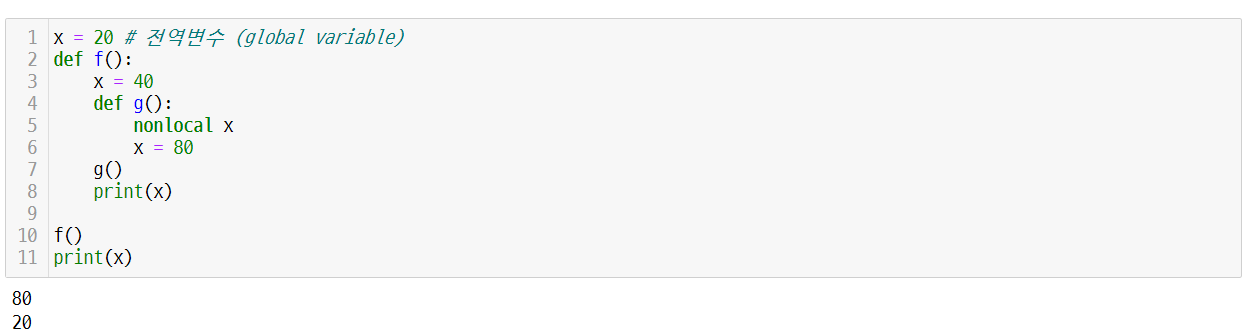 1 x = 20 # 전역변수 (global variable)
2 def f():
3     x = 40
4     def g():
5         nonlocal x
6         x = 80
7     g()
8     print(x)
9
10 f()
11 print(x)
80
20